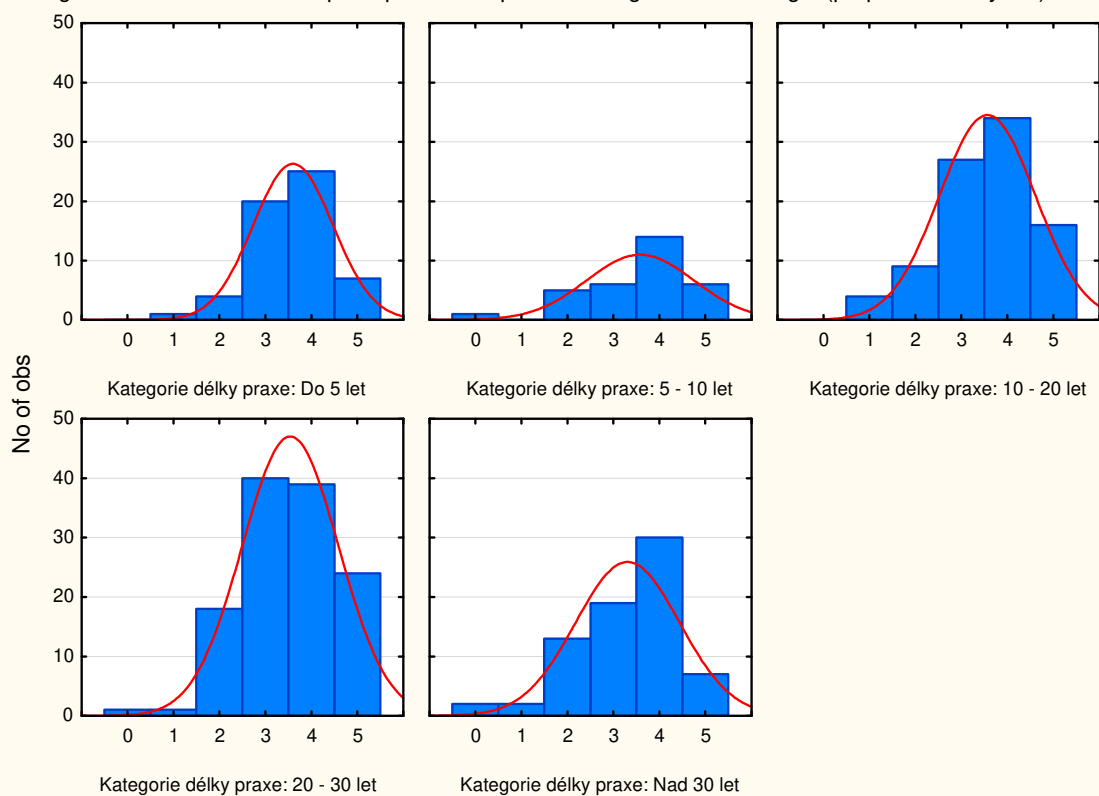 50
40
30
20
10
0
0 1 2 3 4 5
0 1 2 3 4 5
0 1 2 3 4 5
Kategorie délky praxe: Do 5 let
Kategorie délky praxe: 5 - 10 let
Kategorie délky praxe: 10 - 20 let
No of obs
50
40
30
20
10
0
0 1 2 3 4 5
0 1 2 3 4 5
Kategorie délky praxe: 20 - 30 let
Kategorie délky praxe: Nad 30 let